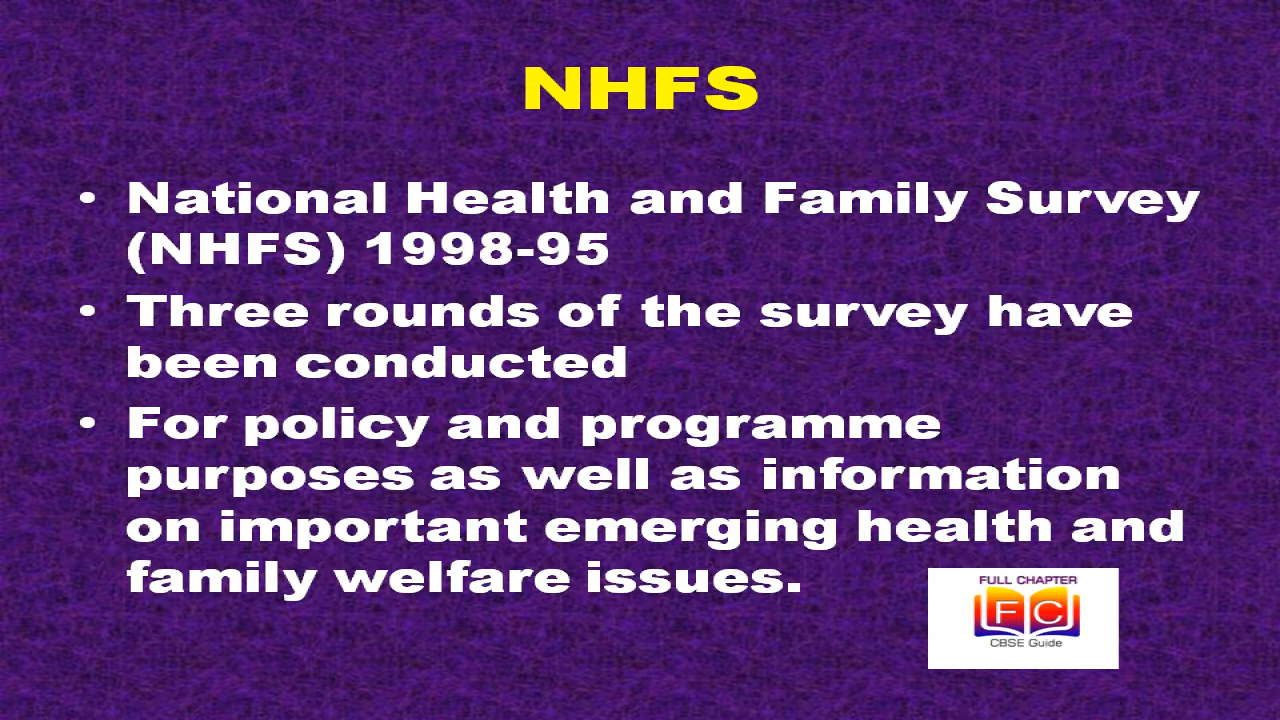 NHFS
• National Health and Family Survey
(NHFS) 1998-95
• Three rounds of the survey have
been conducted
• For policy and programme
purposes as well as information
on important emerging health and
family welfare issues.
FULL CHAPTER
FC
CBSE Guide